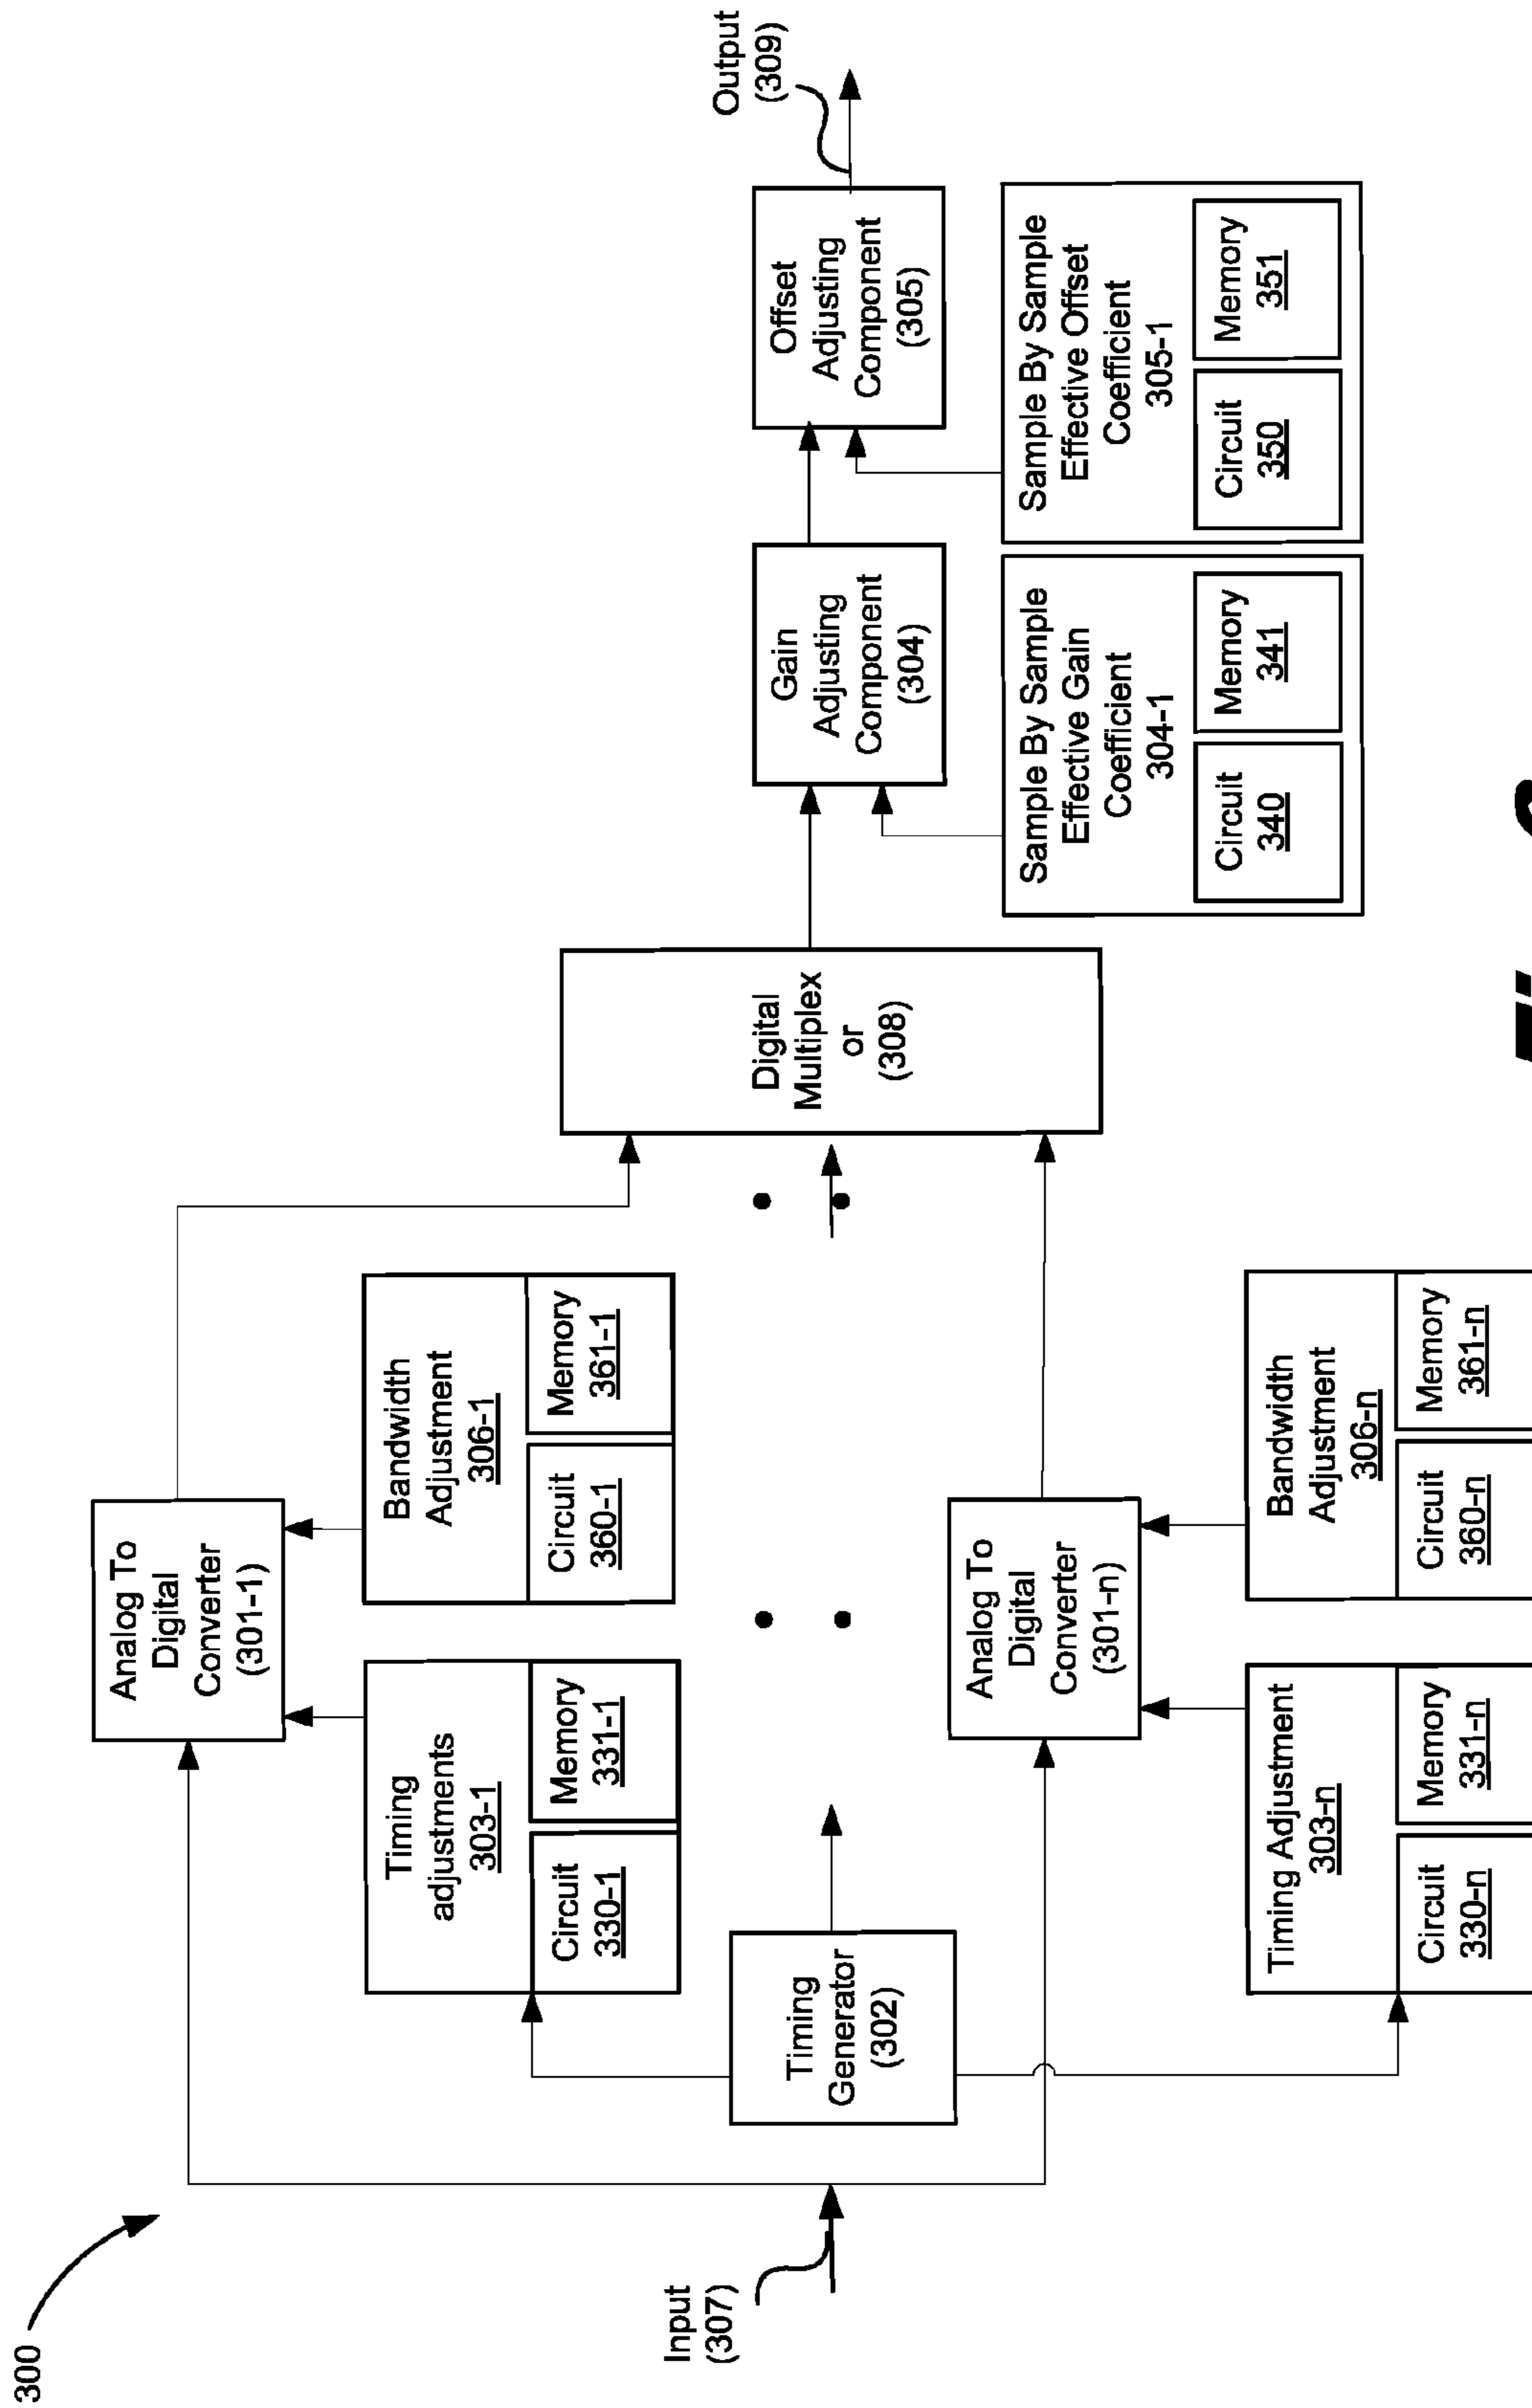 300
Input
(307)
Timing
Generator
(302)
Analog To
Digital
Converter
(301-1)
Timing
adjustments
303-1
Circuit
330-1
Memory
331-1
Bandwidth
Adjustment
306-1
Circuit
360-1
Memory
361-1
Analog To
Digital
Converter
(301-n)
Timing Adjustment
303-n
Circuit
330-n
Memory
331-n
Bandwidth
Adjustment
306-n
Circuit
360-n
Memory
361-n
Digital
Multiplex
or
(308)
Gain
Adjusting
Component
(304)
Sample By Sample
Effective Gain
Coefficient
304-1
Circuit
340
Memory
341
Offset
Adjusting
Component
(305)
Sample By Sample
Effective Offset
Coefficient
305-1
Circuit
350
Memory
351
Output
(309)